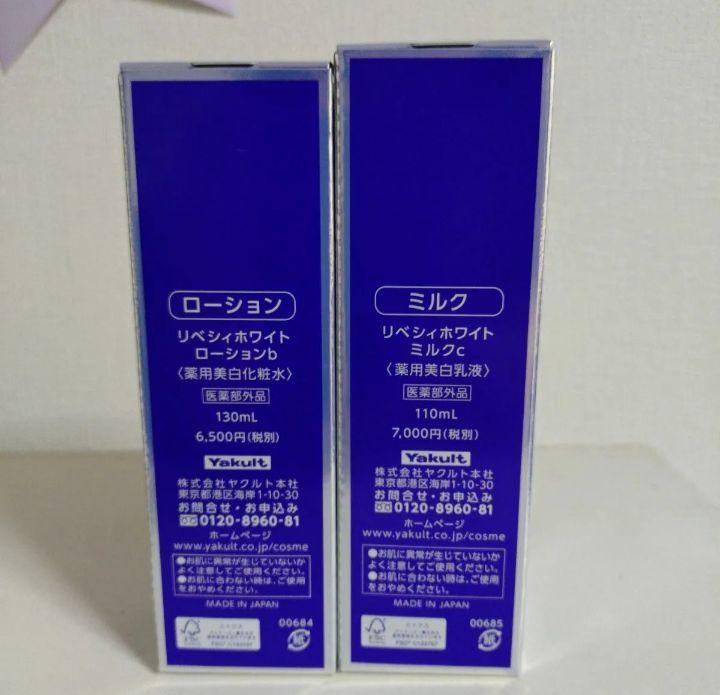 ローション
リベシィホワイト
ローションb
〈薬用美白化粧水〉
医薬部外品
130mL
6,500円(税別)
Yakult
株式会社ヤクルト本社
東京都港区海岸1-10-30
お問合せ・お申込み
0120-8960-81
ホームページ
www.yakult.co.jp/cosme
●お肌に異常が生じていないか
よく注意してご使用ください。
●お肌に合わない時は、ご使用
をおやめください。
MADE IN JAPAN
00684
ミルク
リベシィホワイト
ミルクc
〈薬用美白乳液〉
医薬部外品
110mL
7,000円(税別)
Yakult
株式会社ヤクルト本社
東京都港区海岸1-10-30
お問合せ・お申込み
0120-8960-81
ホームページ
www.yakult.co.jp/cosme
●お肌に異常が生じていないか
よく注意してご使用ください。
●お肌に合わない時は、ご使用
をおやめください。
MADE IN JAPAN
00685